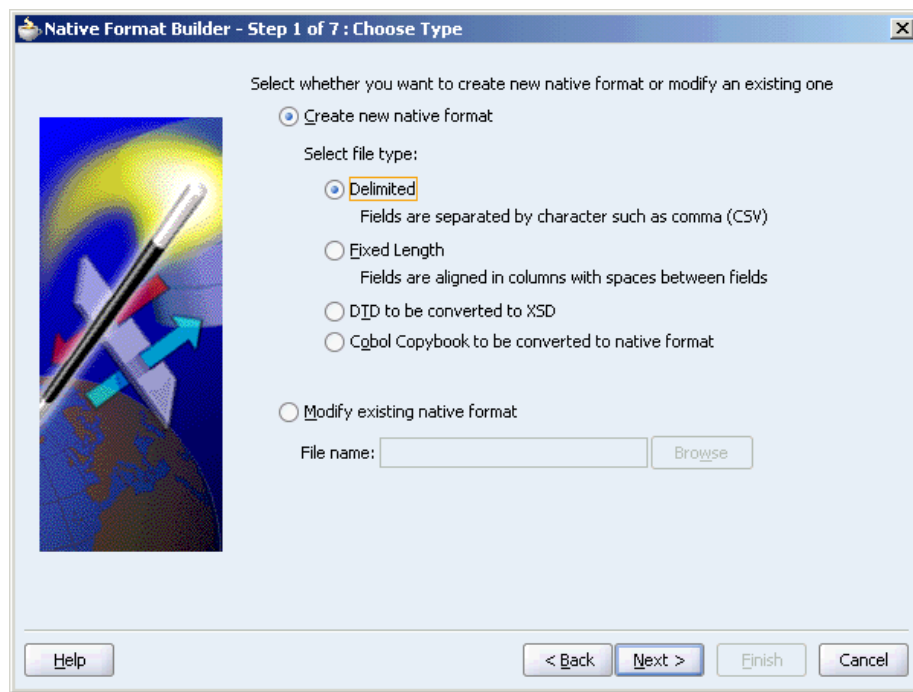 Native Format Builder - Step 1 of 7 : Choose Type
Select whether you want to create new native format or modify an existing one
Create new native format
Select file type:
Delimited
Fields are separated by character such as comma (CSV)
Fixed Length
Fields are aligned in columns with spaces between fields
DTD to be converted to XSD
Cobol Copybook to be converted to native format
Modify existing native format
File name: Browse
Help < Back Next > Finish Cancel